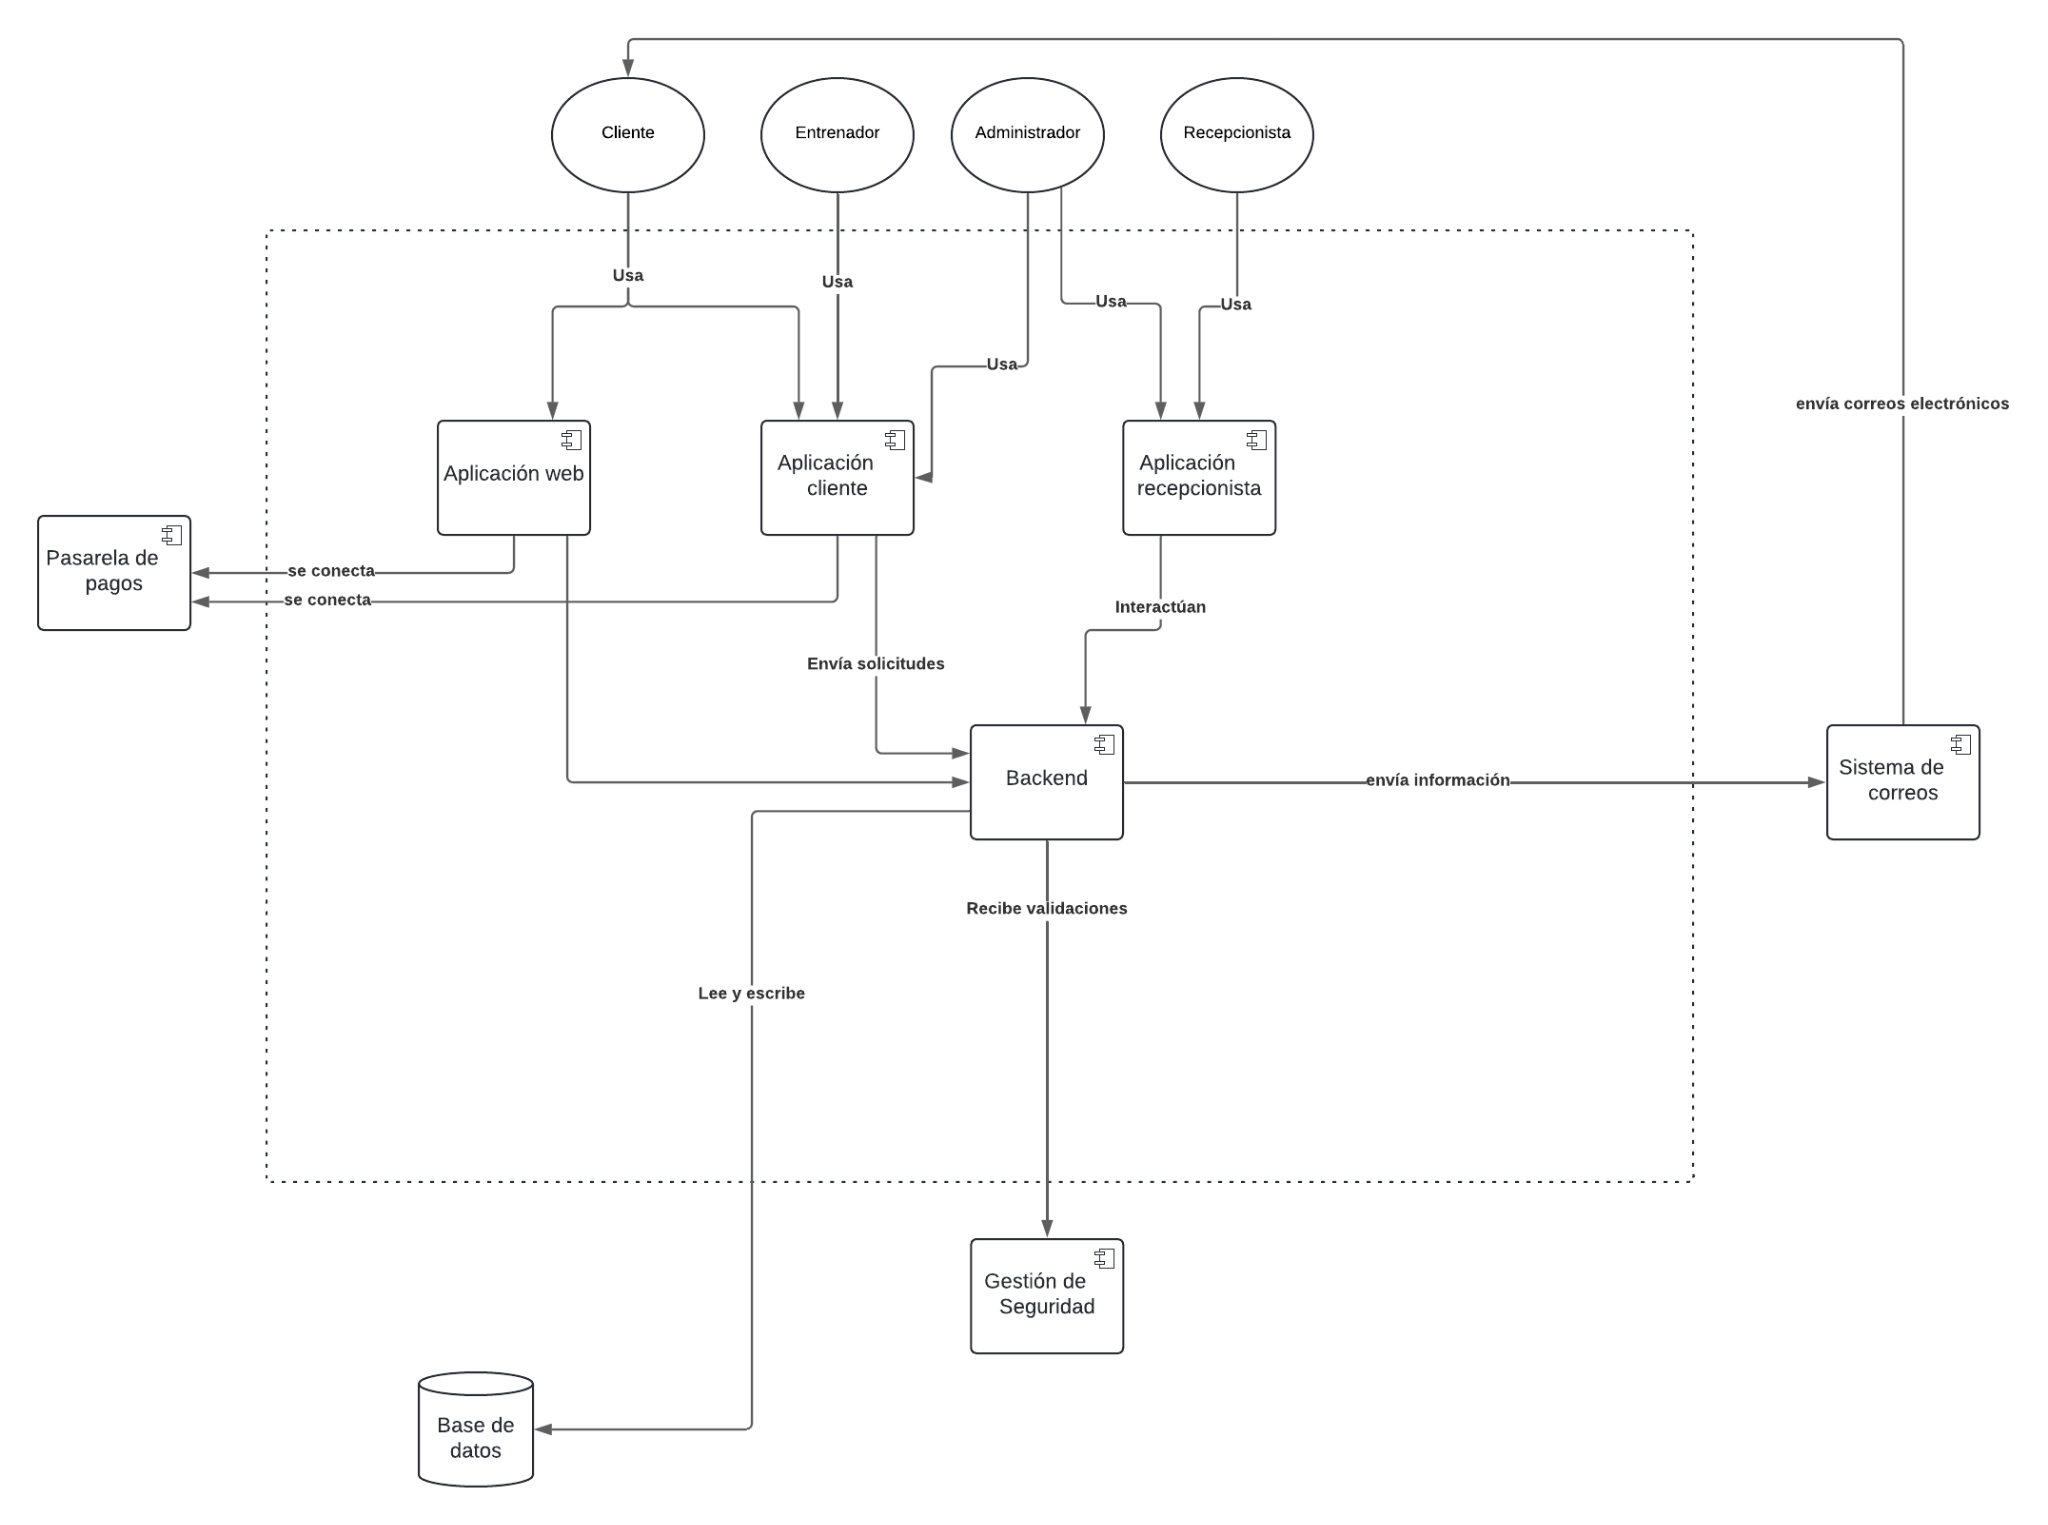 Cliente
Entrenador
Administrador
Recepcionista
Usa
Usa
Usa
Usa
Usa
envía correos electrónicos
Aplicación web
Aplicación
cliente
Aplicación
recepcionista
Pasarela de
pagos
se conecta
se conecta
Interactúan
Envía solicitudes
Backend
envía información
Sistema de
correos
Recibe validaciones
Lee y escribe
Gestión de
Seguridad
Base de
datos